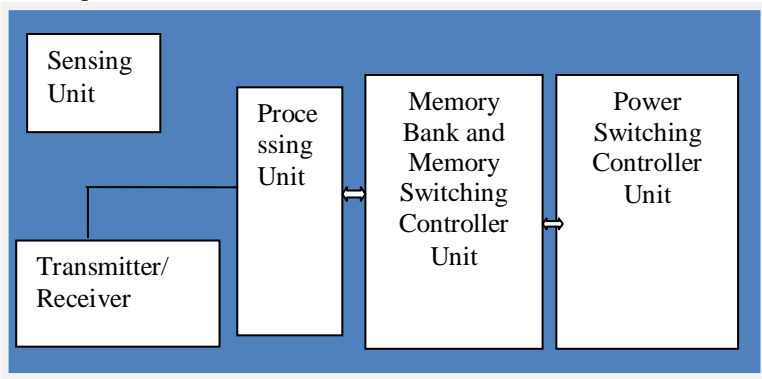 Sensing
Unit
Proce
ssing
Unit
Memory
Bank and
Memory
Switching
Controller
Unit
Power
Switching
Controller
Unit
Transmitter/
Receiver